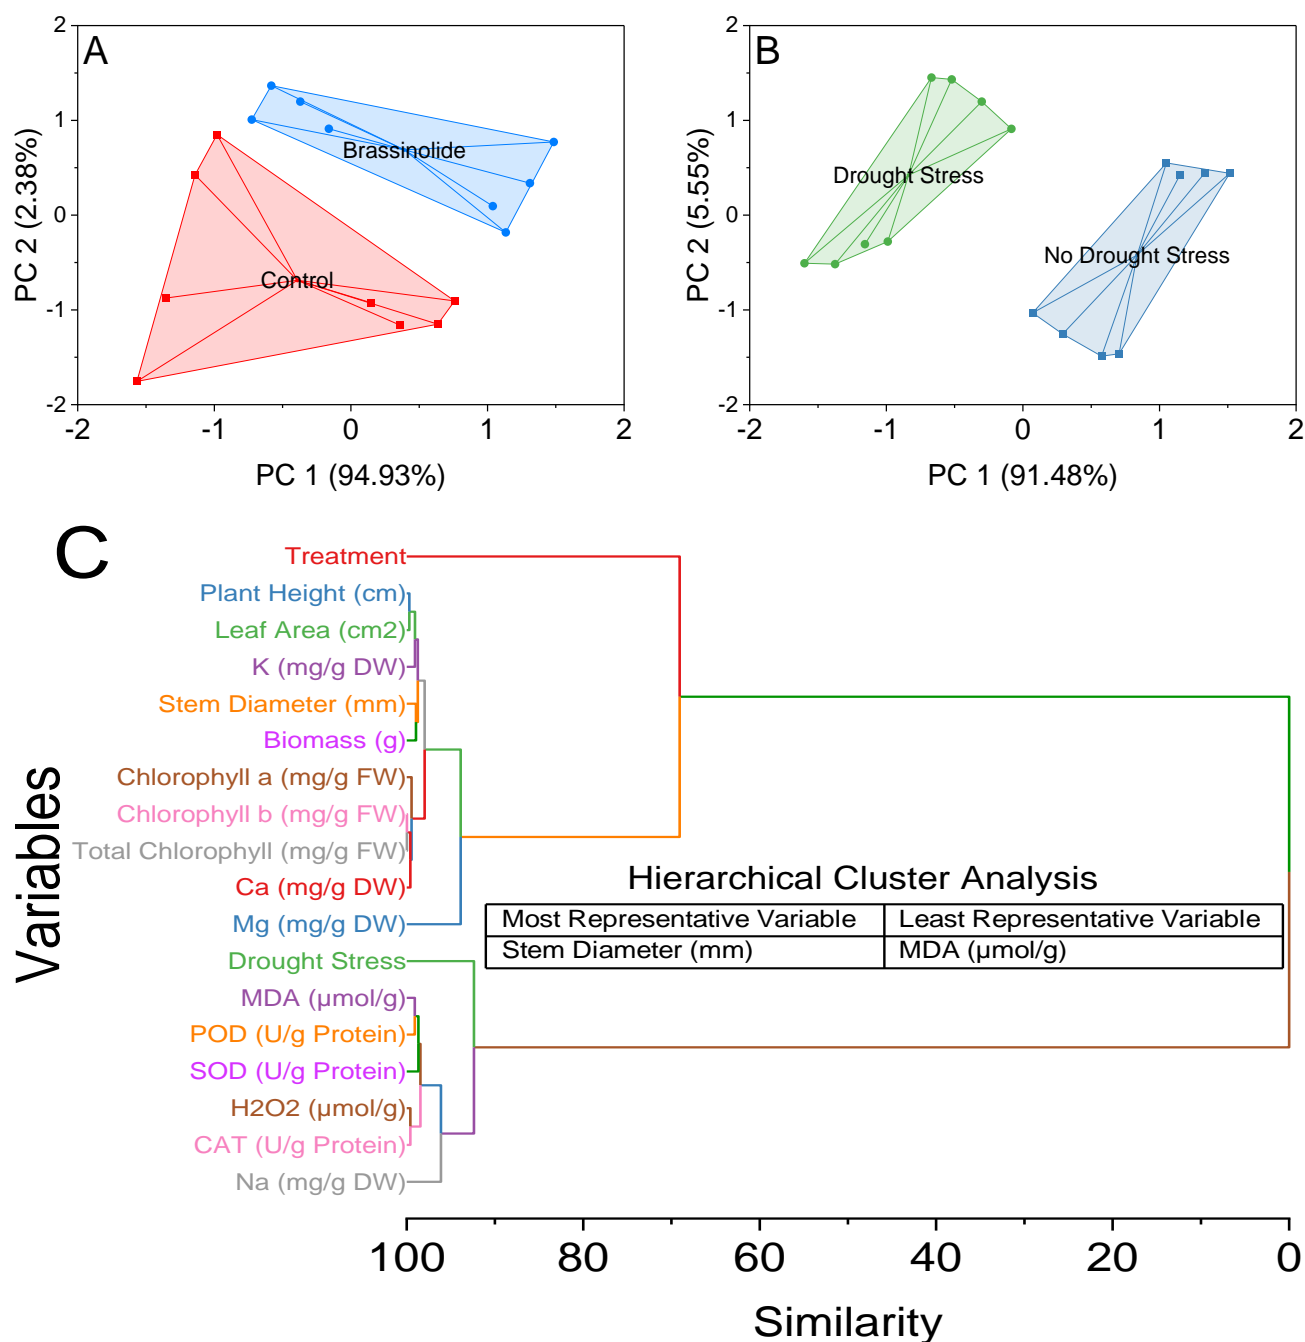 A
2
1
0
-1
-2
PC 2 (2.38%)
Brassinolide
Control
-2 -1 0 1 2
PC 1 (94.93%)
B
2
1
0
-1
-2
PC 2 (5.55%)
Drought Stress
No Drought Stress
-2 -1 0 1 2
PC 1 (91.48%)
C
Variables
Treatment
Plant Height (cm)
Leaf Area (cm2)
K (mg/g DW)
Stem Diameter (mm)
Biomass (g)
Chlorophyll a (mg/g FW)
Chlorophyll b (mg/g FW)
Total Chlorophyll (mg/g FW)
Ca (mg/g DW)
Mg (mg/g DW)
Drought Stress
MDA (µmol/g)
POD (U/g Protein)
SOD (U/g Protein)
H2O2 (µmol/g)
CAT (U/g Protein)
Na (mg/g DW)
Hierarchical Cluster Analysis
Most Representative Variable Least Representative Variable
Stem Diameter (mm) MDA (µmol/g)
100 80 60 40 20 0
Similarity